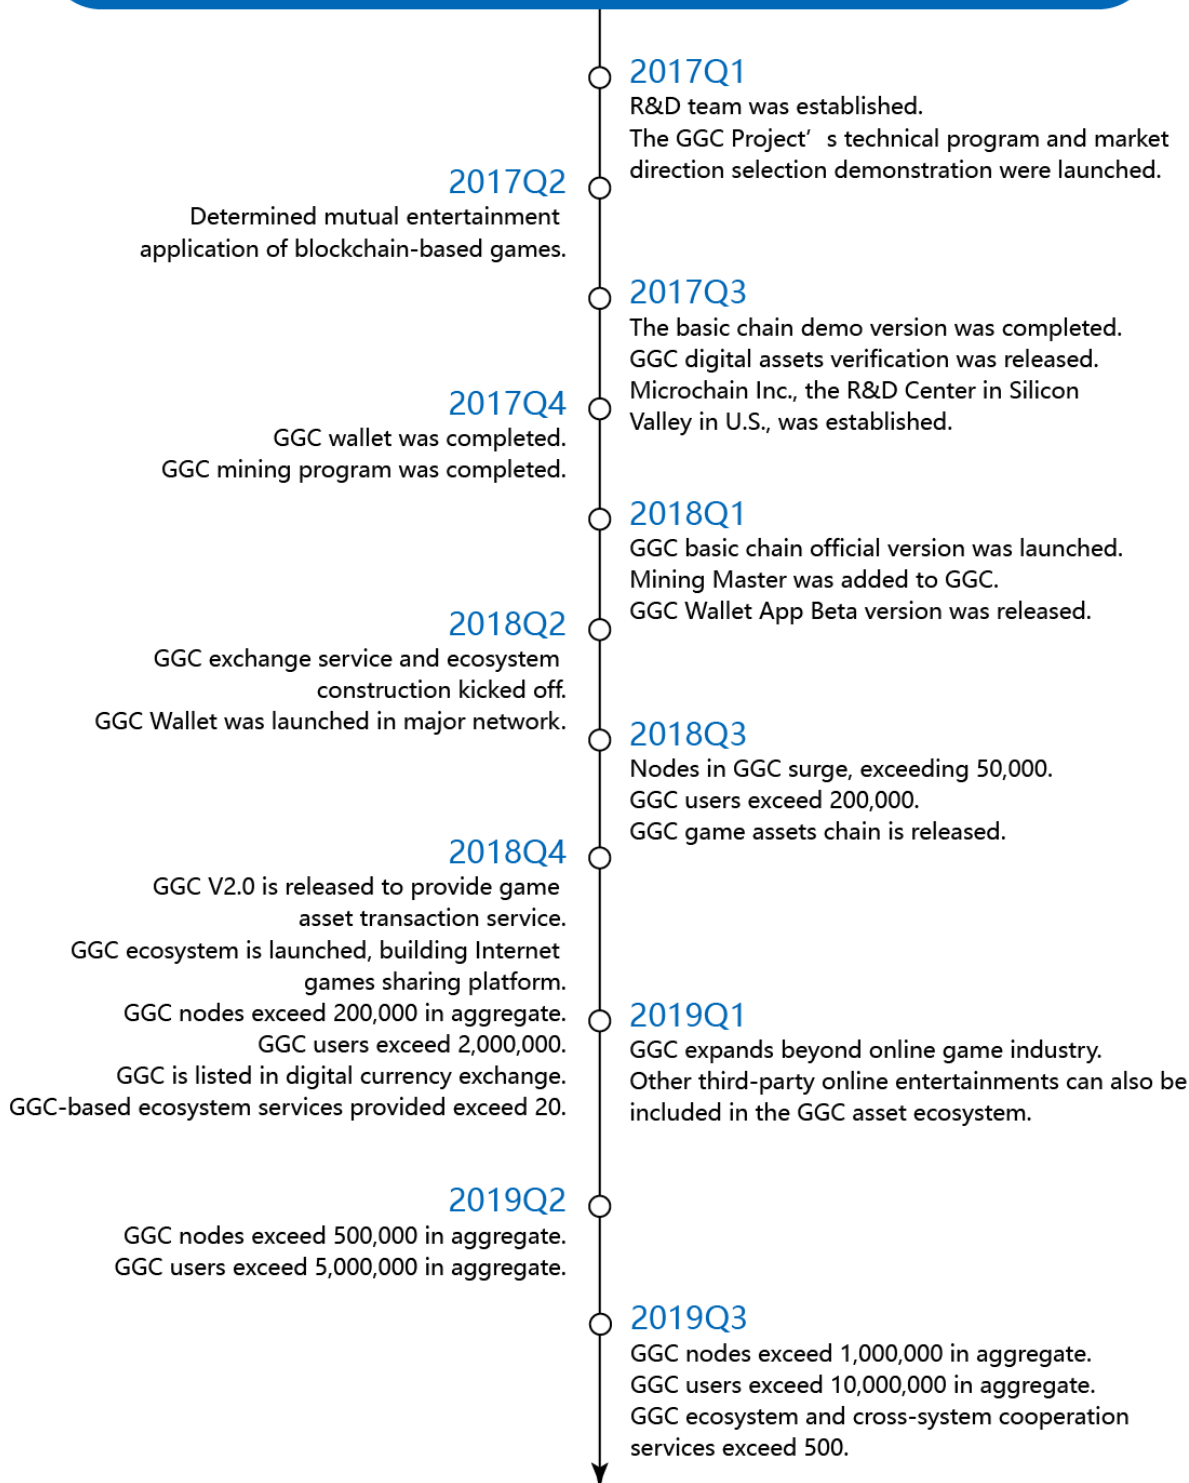 2017Q1
R&D team was established.
The GGC Project’s technical program and market
direction selection demonstration were launched.
2017Q2
Determined mutual entertainment
application of blockchain-based games.
2017Q3
The basic chain demo version was completed.
GGC digital assets verification was released.
Microchain Inc., the R&D Center in Silicon
Valley in U.S., was established.
2017Q4
GGC wallet was completed.
GGC mining program was completed.
2018Q1
GGC basic chain official version was launched.
Mining Master was added to GGC.
GGC Wallet App Beta version was released.
2018Q2
GGC exchange service and ecosystem
construction kicked off.
GGC Wallet was launched in major network.
2018Q3
Nodes in GGC surge, exceeding 50,000.
GGC users exceed 200,000.
GGC game assets chain is released.
2018Q4
GGC V2.0 is released to provide game
asset transaction service.
GGC ecosystem is launched, building Internet
games sharing platform.
GGC nodes exceed 200,000 in aggregate.
GGC users exceed 2,000,000.
GGC is listed in digital currency exchange.
GGC-based ecosystem services provided exceed 20.
2019Q1
GGC expands beyond online game industry.
Other third-party online entertainments can also be
included in the GGC asset ecosystem.
2019Q2
GGC nodes exceed 500,000 in aggregate.
GGC users exceed 5,000,000 in aggregate.
2019Q3
GGC nodes exceed 1,000,000 in aggregate.
GGC users exceed 10,000,000 in aggregate.
GGC ecosystem and cross-system cooperation
services exceed 500.